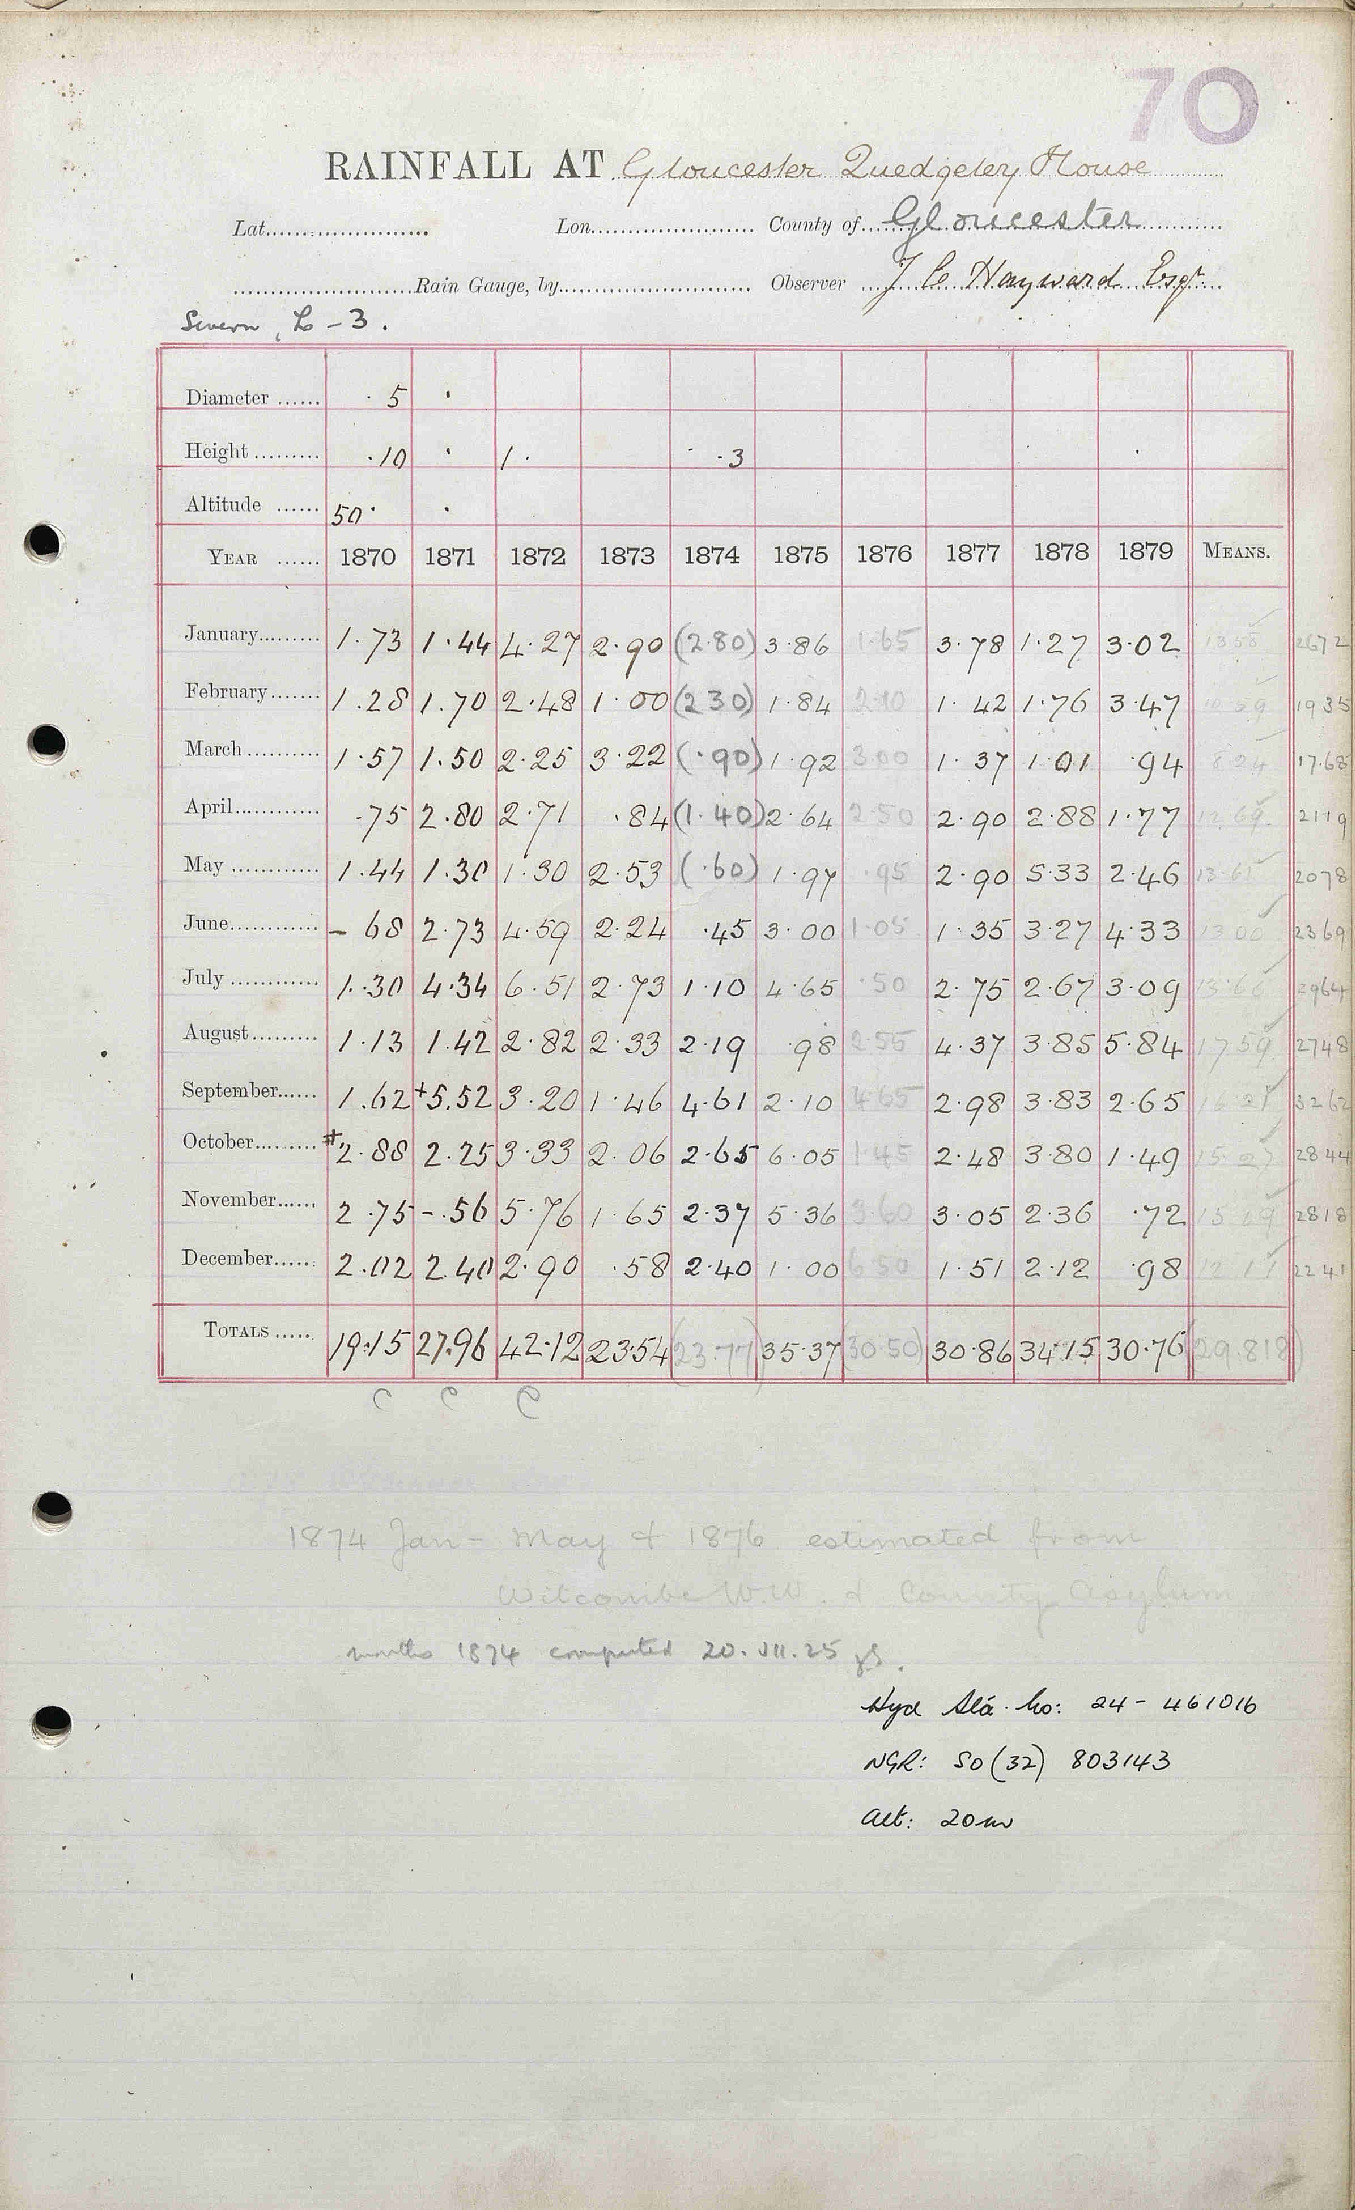 70
RAINFALL AT Gloucester Quedgeley House
Lat. Lon. County of Gloucester
Rain Gauge, by Observer J C Hayward Esqr.
Severn, L - 3.
Diameter ...... 5
Height ......... .10 1. .3
Altitude ...... 50
YEAR ...... 1870 1871 1872 1873 1874 1875 1876 1877 1878 1879 MEANS.
January......... 1.73 1.44 4.27 2.90 (2.80) 3.86 1.65 3.78 1.27 3.02 2672
February....... 1.28 1.70 2.48 1.00 (2 30) 1.84 2.10 1.42 1.76 3.47 1935
March .......... 1.57 1.50 2.25 3.22 (.90) 1.92 3.00 1.37 1.01 .94 8.24 17.68
April............ .75 2.80 2.71 .84 (1.40) 2.64 2.50 2.90 2.88 1.77 12.69 2119
May ............ 1.44 1.30 1.30 2.53 (.60) 1.97 .95 2.90 5.33 2.46 2078
June............ - 68 2.73 4.59 2.24 .45 3.00 1.05 1.35 3.27 4.33 13 00 2369
July ............ 1.30 4.34 6.51 2.73 1.10 4.65 .50 2.75 2.67 3.09 13.66 2964
August......... 1.13 1.42 2.82 2.33 2.19 .98 2.55 4.37 3.85 5.84 17 59 2748
September...... 1.62 +5.52 3.20 1.46 4.61 2.10 4.65 2.98 3.83 2.65 3262
October......... #2.88 2.25 3.33 2.06 2.65 6.05 1.45 2.48 3.80 1.49 15.27 2844
November...... 2.75 -.56 5.76 1.65 2.37 5.36 3.60 3.05 2.36 .72 2818
December...... 2.02 2.40 2.90 .58 2.40 1.00 6 50 1.51 2.12 .98 2241
TOTALS ..... 19.15 27.96 42.12 23.54 (23.77) 35.37 (30.50) 30.86 34.15 30.76 (29.818)
C C C
1874 Jan - May & 1876 estimated from
Witcombe W.W. & County Asylum
months 1874 computed 20.VII.25
Hyd Sta. No: 24 - 461016
NGR: SO (32) 803143
Alt: 20m